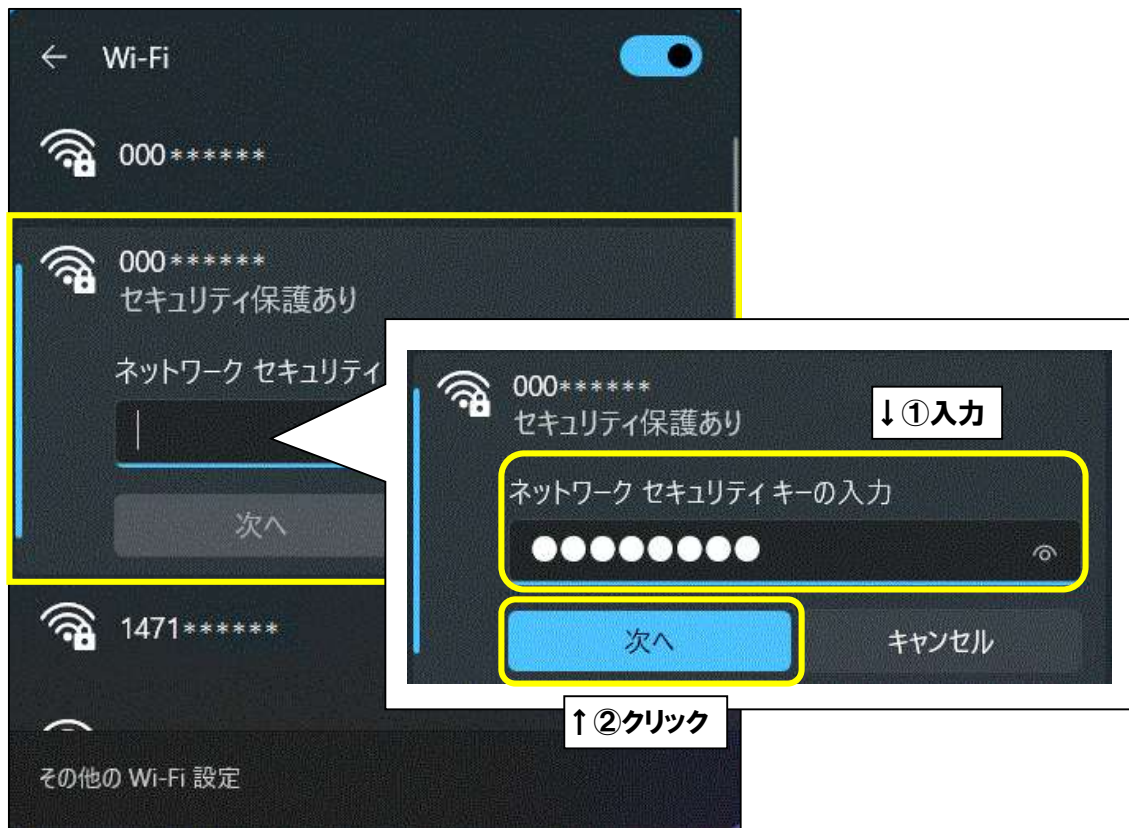 Wi-Fi
000******
000******
セキュリティ保護あり
ネットワーク セキュリティ
次へ
1471******
その他の Wi-Fi 設定
000******
セキュリティ保護あり
↓①入力
ネットワーク セキュリティ キーの入力
次へ
キャンセル
↑②クリック